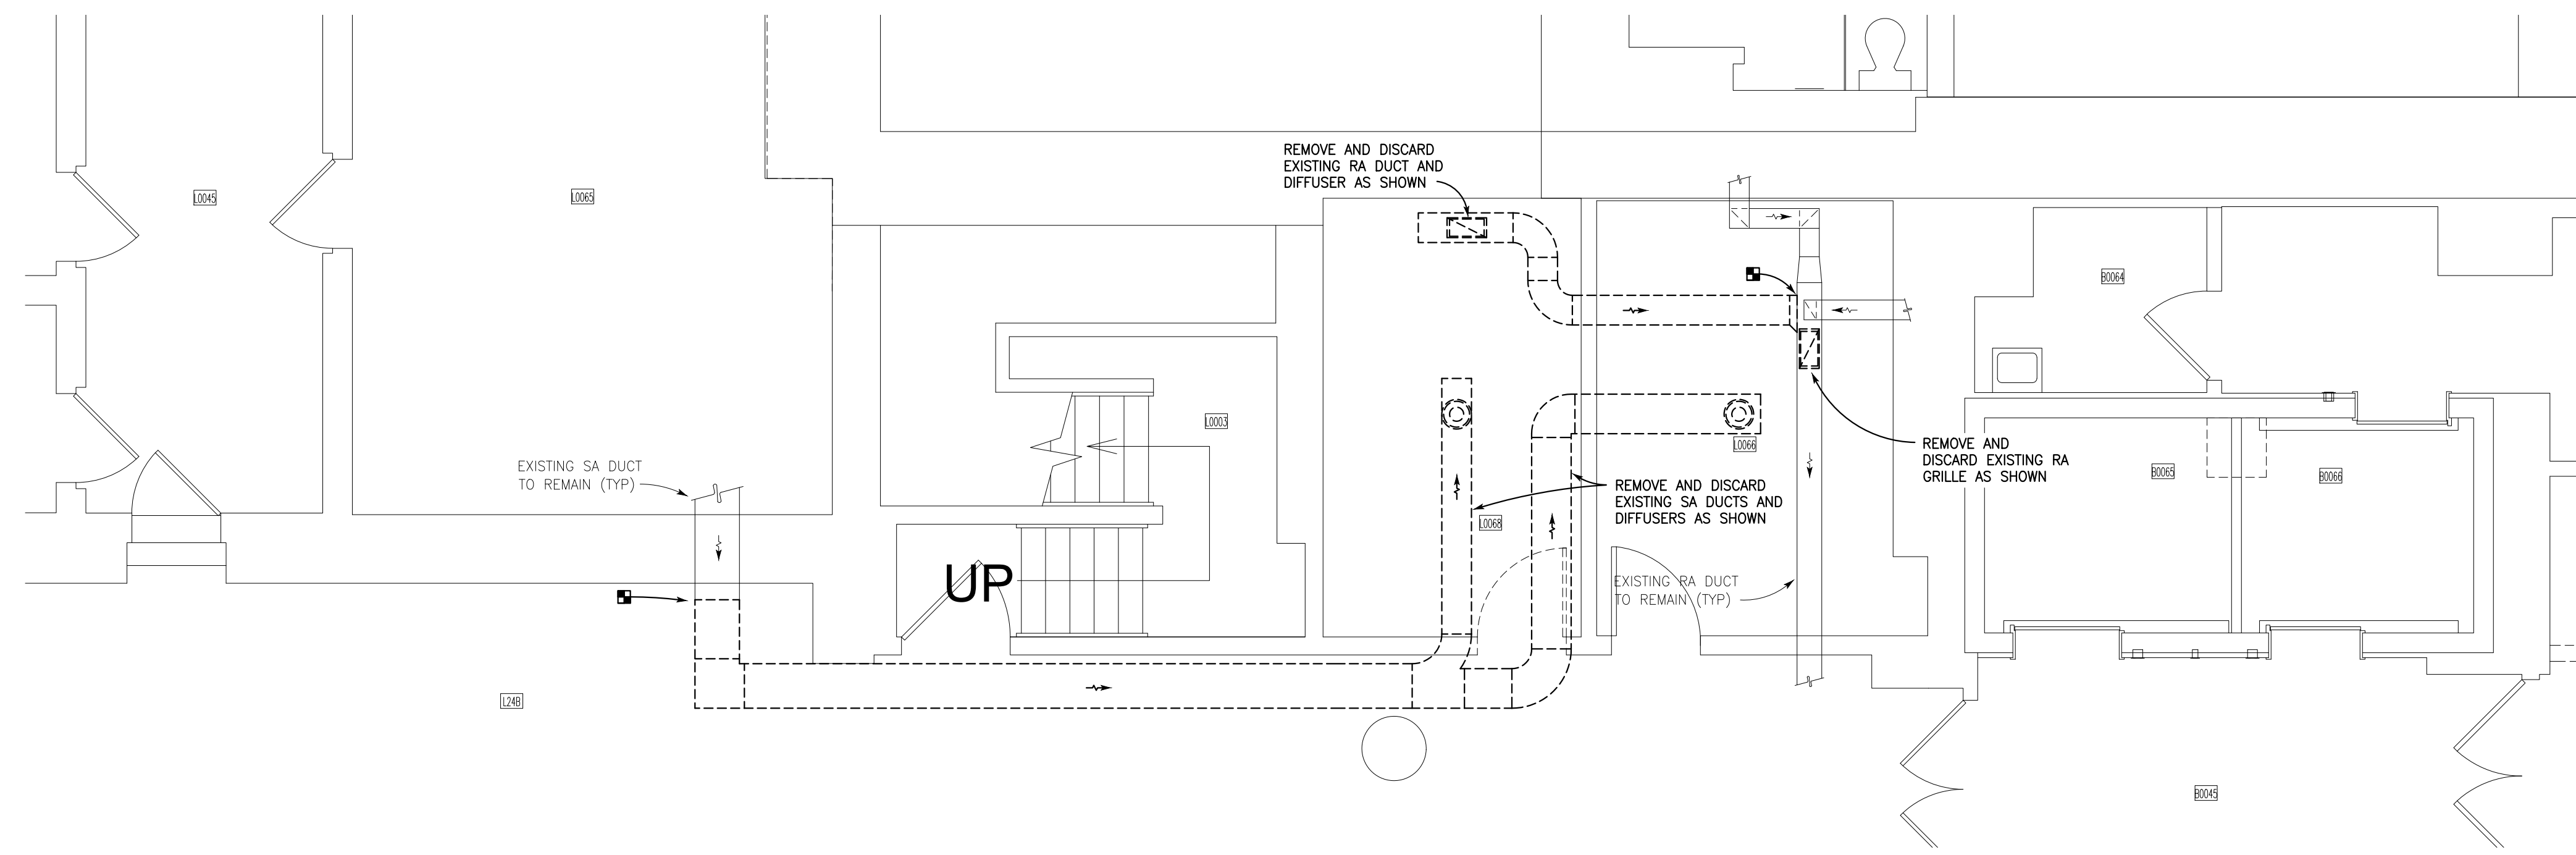 REMOVE AND DISCARD
EXISTING RA DUCT AND
DIFFUSER AS SHOWN
L0045
L0065
B0064
L0003
L0066
REMOVE AND
DISCARD EXISTING RA
GRILLE AS SHOWN
EXISTING SA DUCT
TO REMAIN (TYP)
B0065
B0066
REMOVE AND DISCARD
EXISTING SA DUCTS AND
DIFFUSERS AS SHOWN
L0068
UP
EXISTING RA DUCT
TO REMAIN (TYP)
L24B
B0045